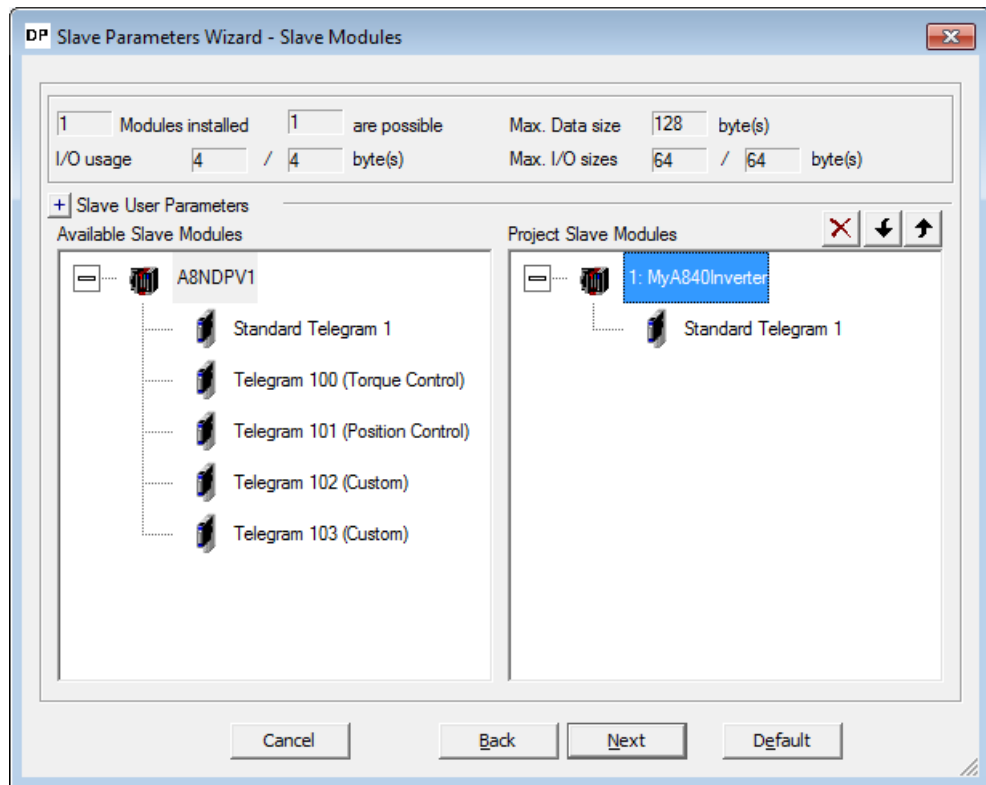 DP Slave Parameters Wizard - Slave Modules
1 Modules installed 1 are possible Max. Data size 128 byte(s)
I/O usage 4 / 4 byte(s) Max. I/O sizes 64 / 64 byte(s)
+ Slave User Parameters
Available Slave Modules
A8NDPV1
Standard Telegram 1
Telegram 100 (Torque Control)
Telegram 101 (Position Control)
Telegram 102 (Custom)
Telegram 103 (Custom)
Project Slave Modules
1: MyA840Inverter
Standard Telegram 1
Cancel Back Next Default